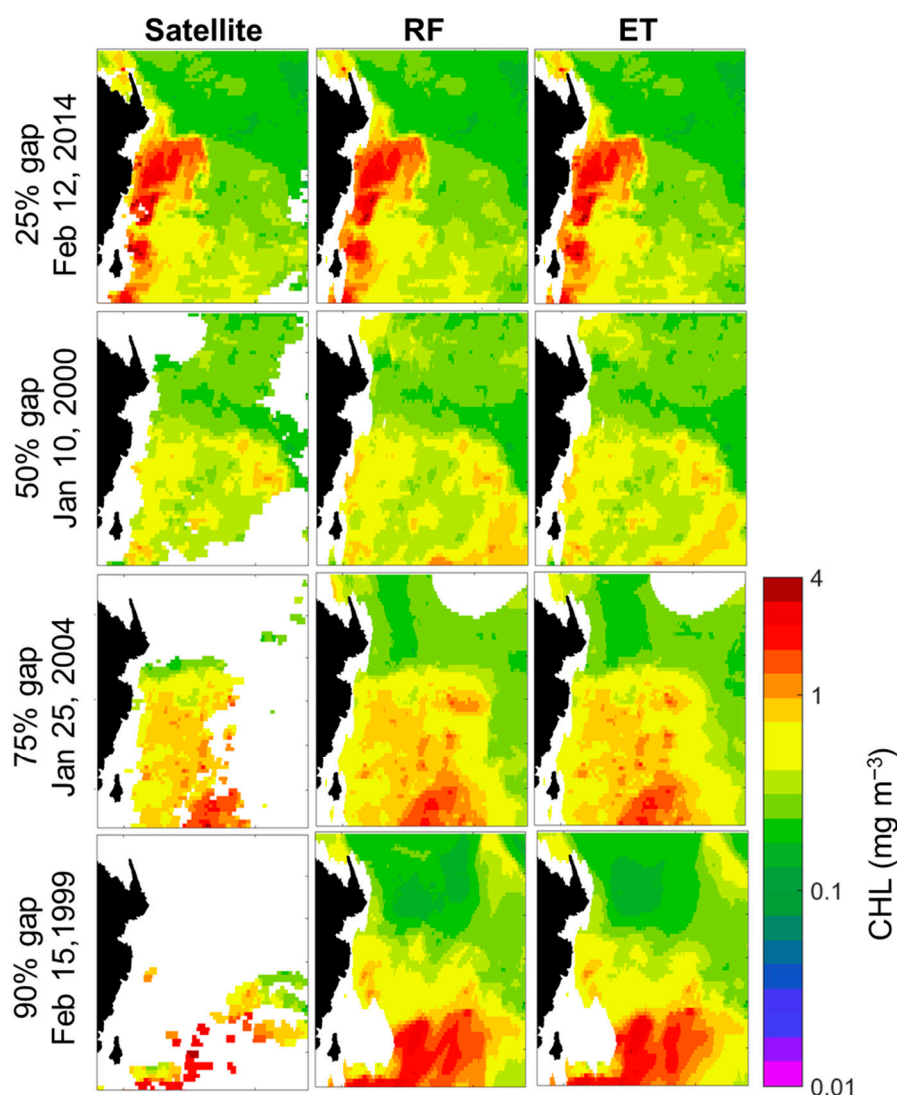 Satellite RF ET
25% gap
Feb 12, 2014
50% gap
Jan 10, 2000
75% gap
Jan 25, 2004
90% gap
Feb 15,1999
4
1
0.1
0.01
CHL (mg m⁻³)